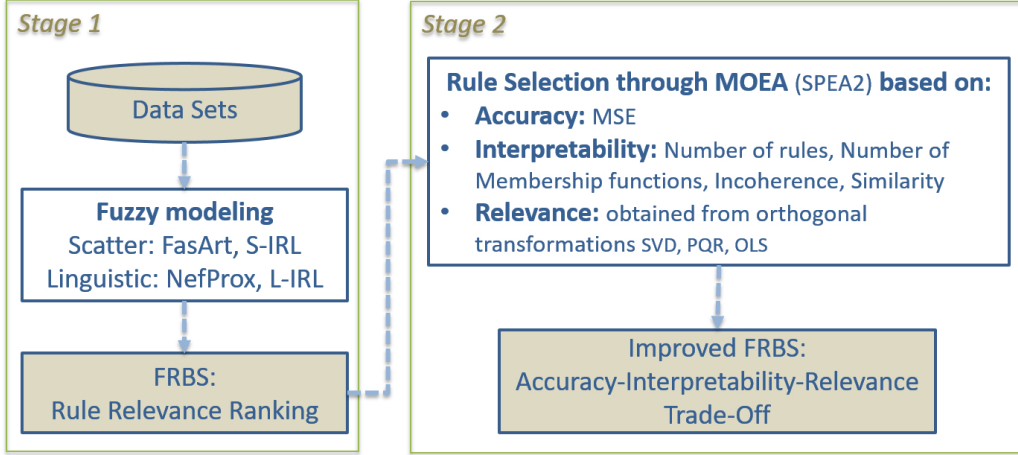 Stage 1
Data Sets
Fuzzy modeling
Scatter: FasArt, S-IRL
Linguistic: NefProx, L-IRL
FRBS:
Rule Relevance Ranking
Stage 2
Rule Selection through MOEA (SPEA2) based on:
• Accuracy: MSE
• Interpretability: Number of rules, Number of
Membership functions, Incoherence, Similarity
• Relevance: obtained from orthogonal
transformations SVD, PQR, OLS
Improved FRBS:
Accuracy-Interpretability-Relevance
Trade-Off